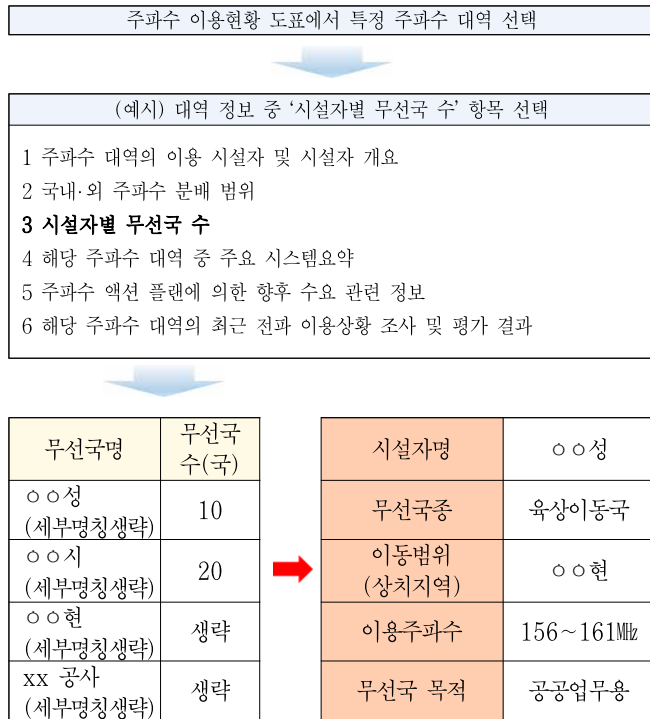 주파수 이용현황 도표에서 특정 주파수 대역 선택
(예시) 대역 정보 중 ‘시설자별 무선국 수’ 항목 선택
1 주파수 대역의 이용 시설자 및 시설자 개요
2 국내·외 주파수 분배 범위
3 시설자별 무선국 수
4 해당 주파수 대역 중 주요 시스템요약
5 주파수 액션 플랜에 의한 향후 수요 관련 정보
6 해당 주파수 대역의 최근 전파 이용상황 조사 및 평가 결과
무선국명
무선국
수(국)
ㅇㅇ성
(세부명칭생략)
10
ㅇㅇ시
(세부명칭생략)
20
ㅇㅇ현
(세부명칭생략)
생략
xx 공사
(세부명칭생략)
생략
시설자명
ㅇㅇ성
무선국종
육상이동국
이동범위
(상치지역)
ㅇㅇ현
이용주파수
156~161㎒
무선국 목적
공공업무용